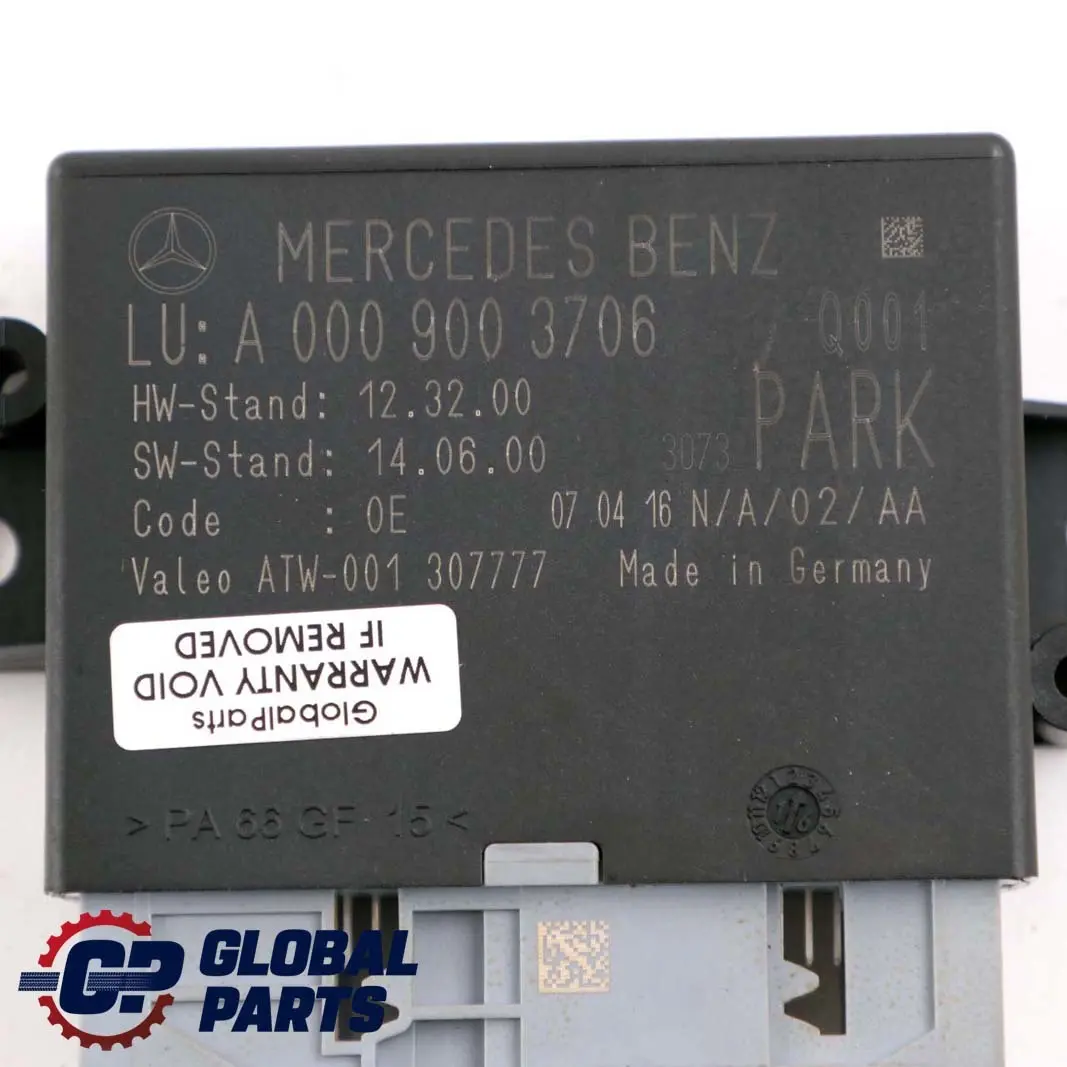 MERCEDES BENZ
LU: A 000 900 3706
Z Q001
HW-Stand: 12.32.00
SW-Stand: 14.06.00
3073 PARK
Code : 0E
07 04 16 N/A/02/AA
Valeo ATW-001 307777
Made in Germany
GlobalParts
WARRANTY VOID
IF REMOVED
> PA 66 GF 15 <
CP GLOBAL
PARTS